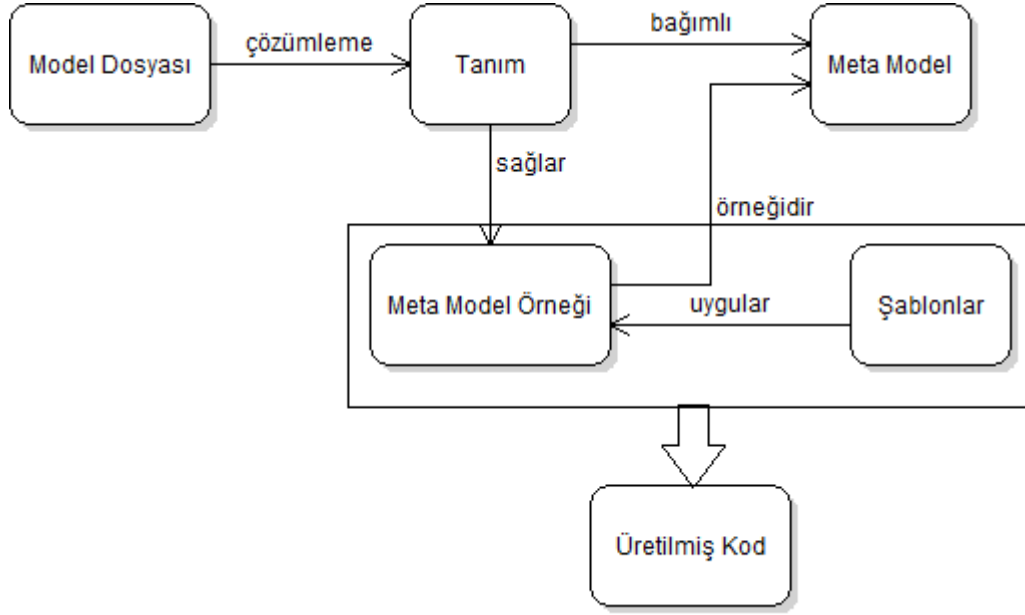 Model Dosyası
çözümleme
Tanım
bağımlı
Meta Model
sağlar
örneğidir
Meta Model Örneği
uygular
Şablonlar
Üretilmiş Kod